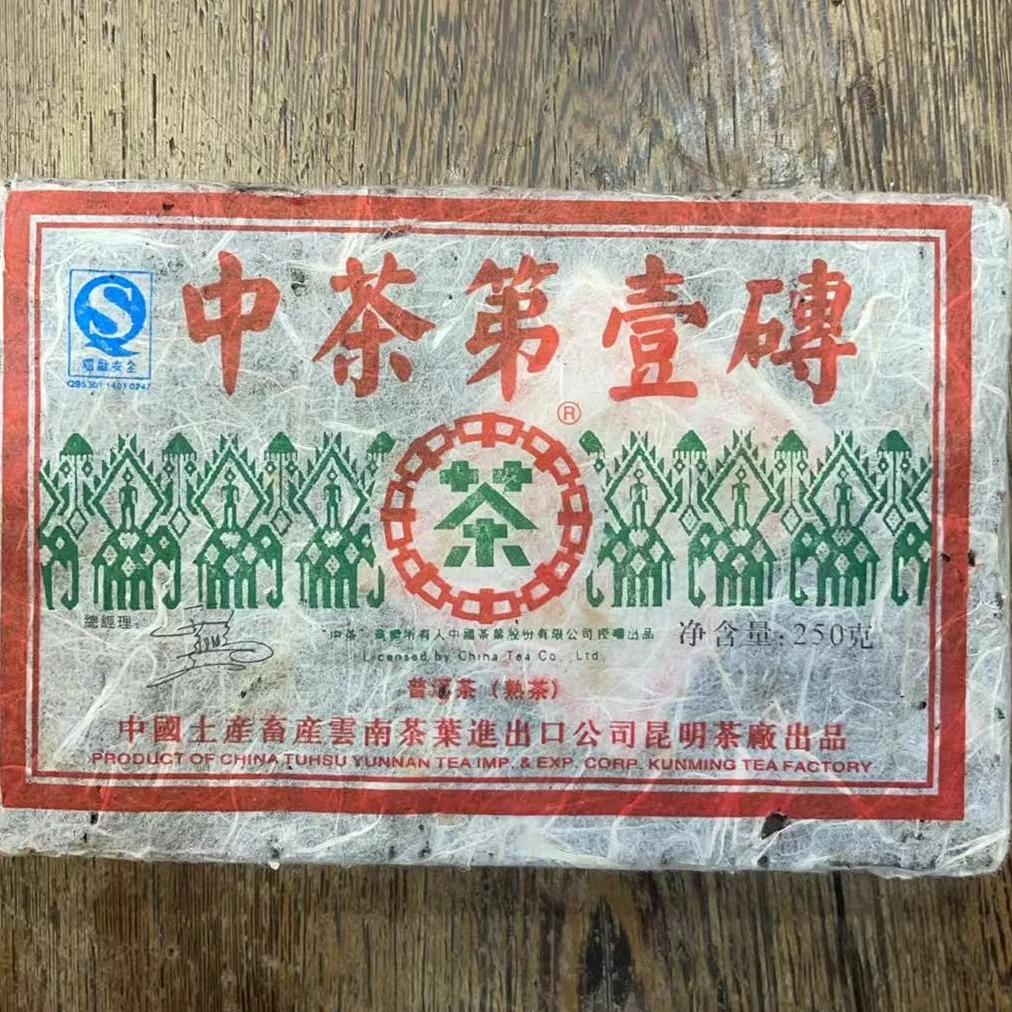 中茶第壹磚
質量安全
QS5301 1401 0247
®
茶
總經理:
"中茶"商標所有人中國茶葉股份有限公司授權出品
Licensed by China Tea Co., Ltd.
净含量: 250克
普洱茶(熟茶)
中國土産畜産雲南茶葉進出口公司昆明茶廠出品
PRODUCT OF CHINA TUHSU YUNNAN TEA IMP. & EXP. CORP. KUNMING TEA FACTORY